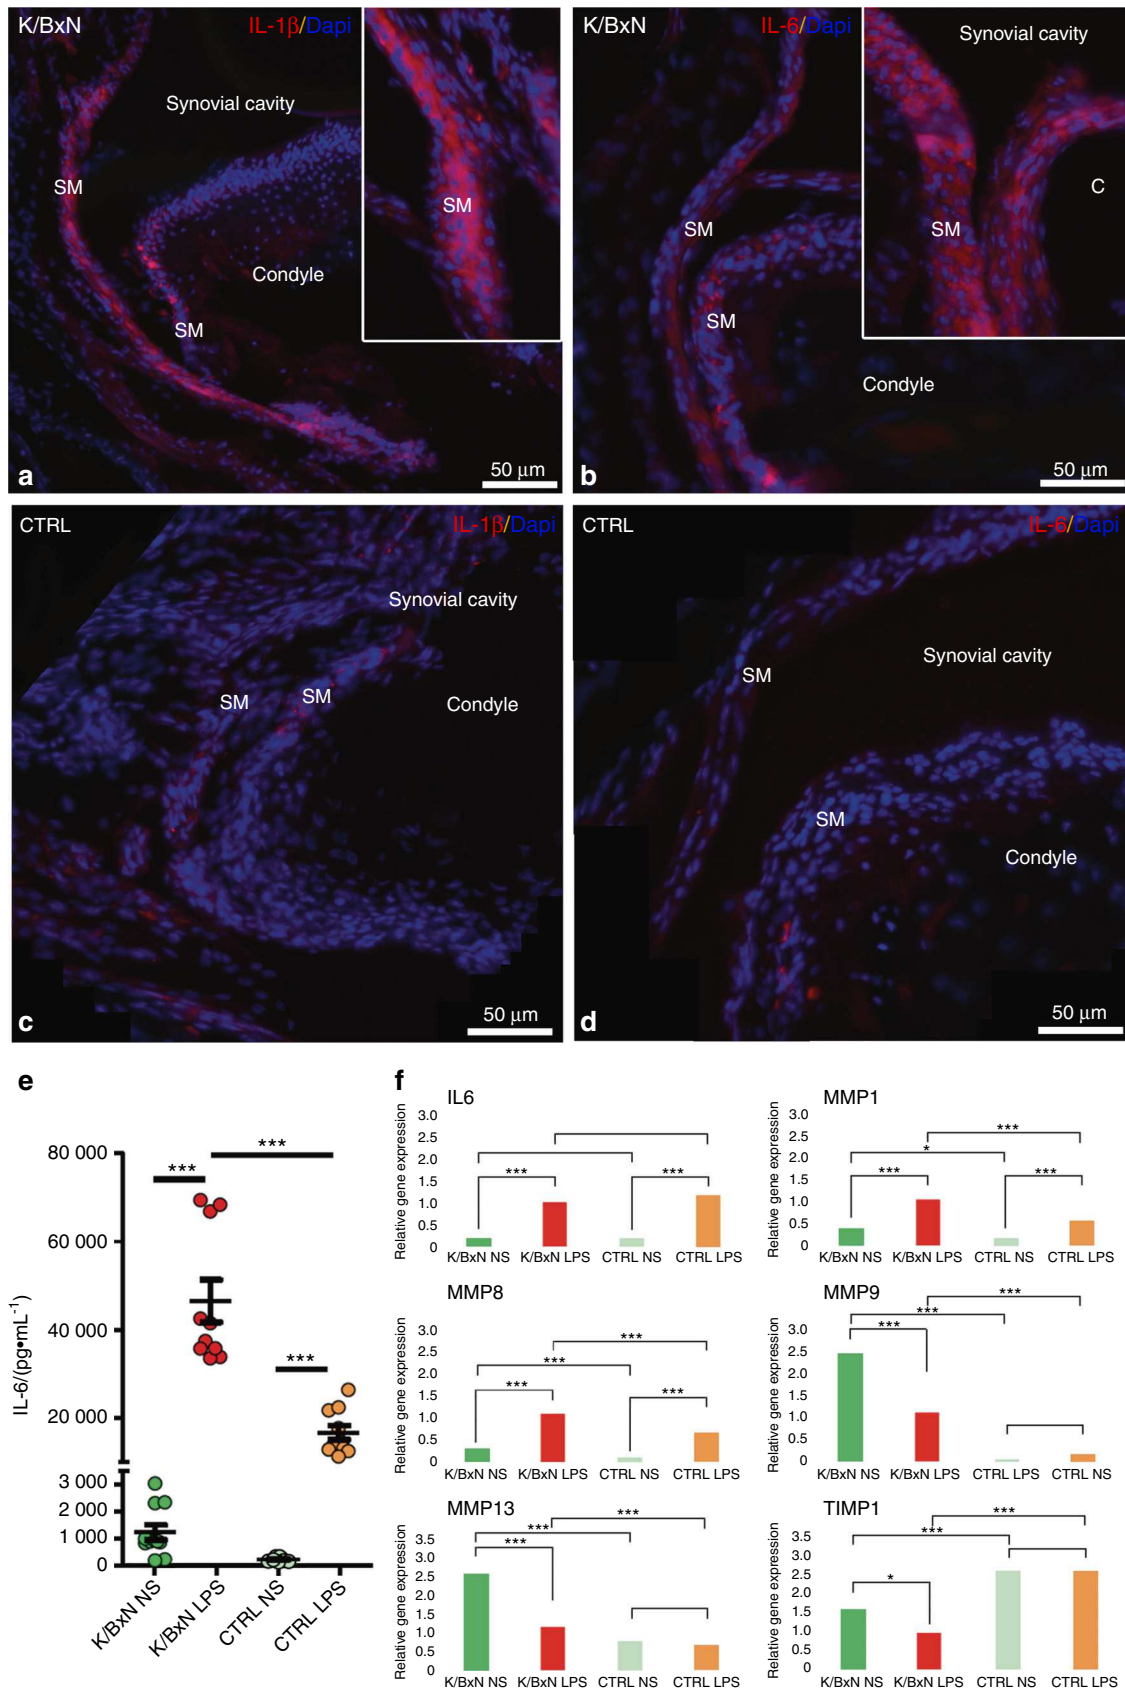 K/BxN IL-1β/Dapi
Synovial cavity
SM
SM
Condyle
SM
a 50 μm
K/BxN IL-6/Dapi
Synovial cavity
C
SM
SM
SM
Condyle
b 50 μm
CTRL IL-1β/Dapi
Synovial cavity
SM SM
Condyle
c 50 μm
CTRL IL-6/Dapi
Synovial cavity
SM
SM
Condyle
d 50 μm
e
IL-6/(pg•mL⁻¹)
80 000
60 000
40 000
20 000
3 000
2 000
1 000
0
*** *** ***
K/BxN NS K/BxN LPS CTRL NS CTRL LPS
f
IL6
Relative gene expression
3.0
2.5
2.0
1.5
1.0
0.5
0
*** ***
K/BxN NS K/BxN LPS CTRL NS CTRL LPS
MMP1
Relative gene expression
3.0
2.5
2.0
1.5
1.0
0.5
0
***
*
*** ***
K/BxN NS K/BxN LPS CTRL NS CTRL LPS
MMP8
Relative gene expression
3.0
2.5
2.0
1.5
1.0
0.5
0
***
***
*** ***
K/BxN NS K/BxN LPS CTRL NS CTRL LPS
MMP9
Relative gene expression
3.0
2.5
2.0
1.5
1.0
0.5
0
***
***
***
K/BxN NS K/BxN LPS CTRL LPS CTRL NS
MMP13
Relative gene expression
3.5
3.0
2.5
2.0
1.5
1.0
0.5
0
***
***
***
K/BxN NS K/BxN LPS CTRL NS CTRL LPS
TIMP1
Relative gene expression
3.5
3.0
2.5
2.0
1.5
1.0
0.5
0
***
***
*
K/BxN NS K/BxN LPS CTRL NS CTRL LPS